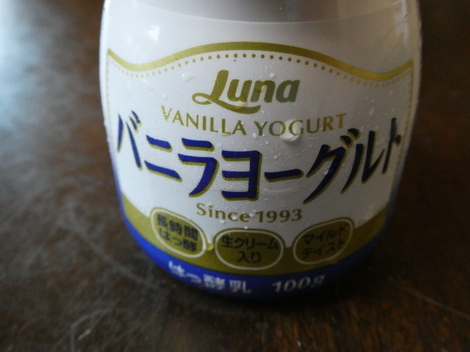 Luna
VANILLA YOGURT
バニラヨーグルト
Since 1993
長時間
はっ酵
生クリーム
入り
マイルド
テイスト
はっ酵乳 100g